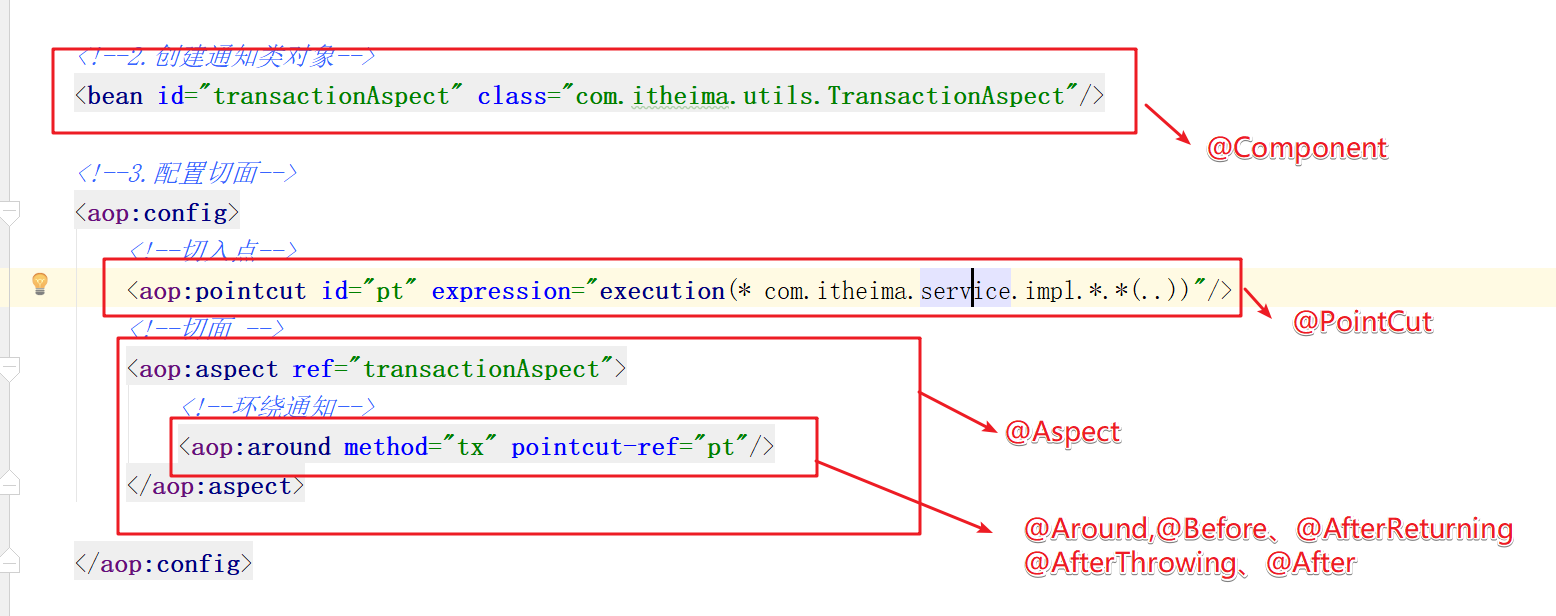 <!--2.创建通知类对象-->
<bean id="transactionAspect" class="com.itheima.utils.TransactionAspect"/>
@Component
<!--3.配置切面-->
<aop:config>
<!--切入点-->
<aop:pointcut id="pt" expression="execution(* com.itheima.service.impl.*.*(..))"/>
@PointCut
<!--切面 -->
<aop:aspect ref="transactionAspect">
<!--环绕通知-->
@Aspect
<aop:around method="tx" pointcut-ref="pt"/>
</aop:aspect>
@Around,@Before、@AfterReturning
@AfterThrowing、@After
</aop:config>